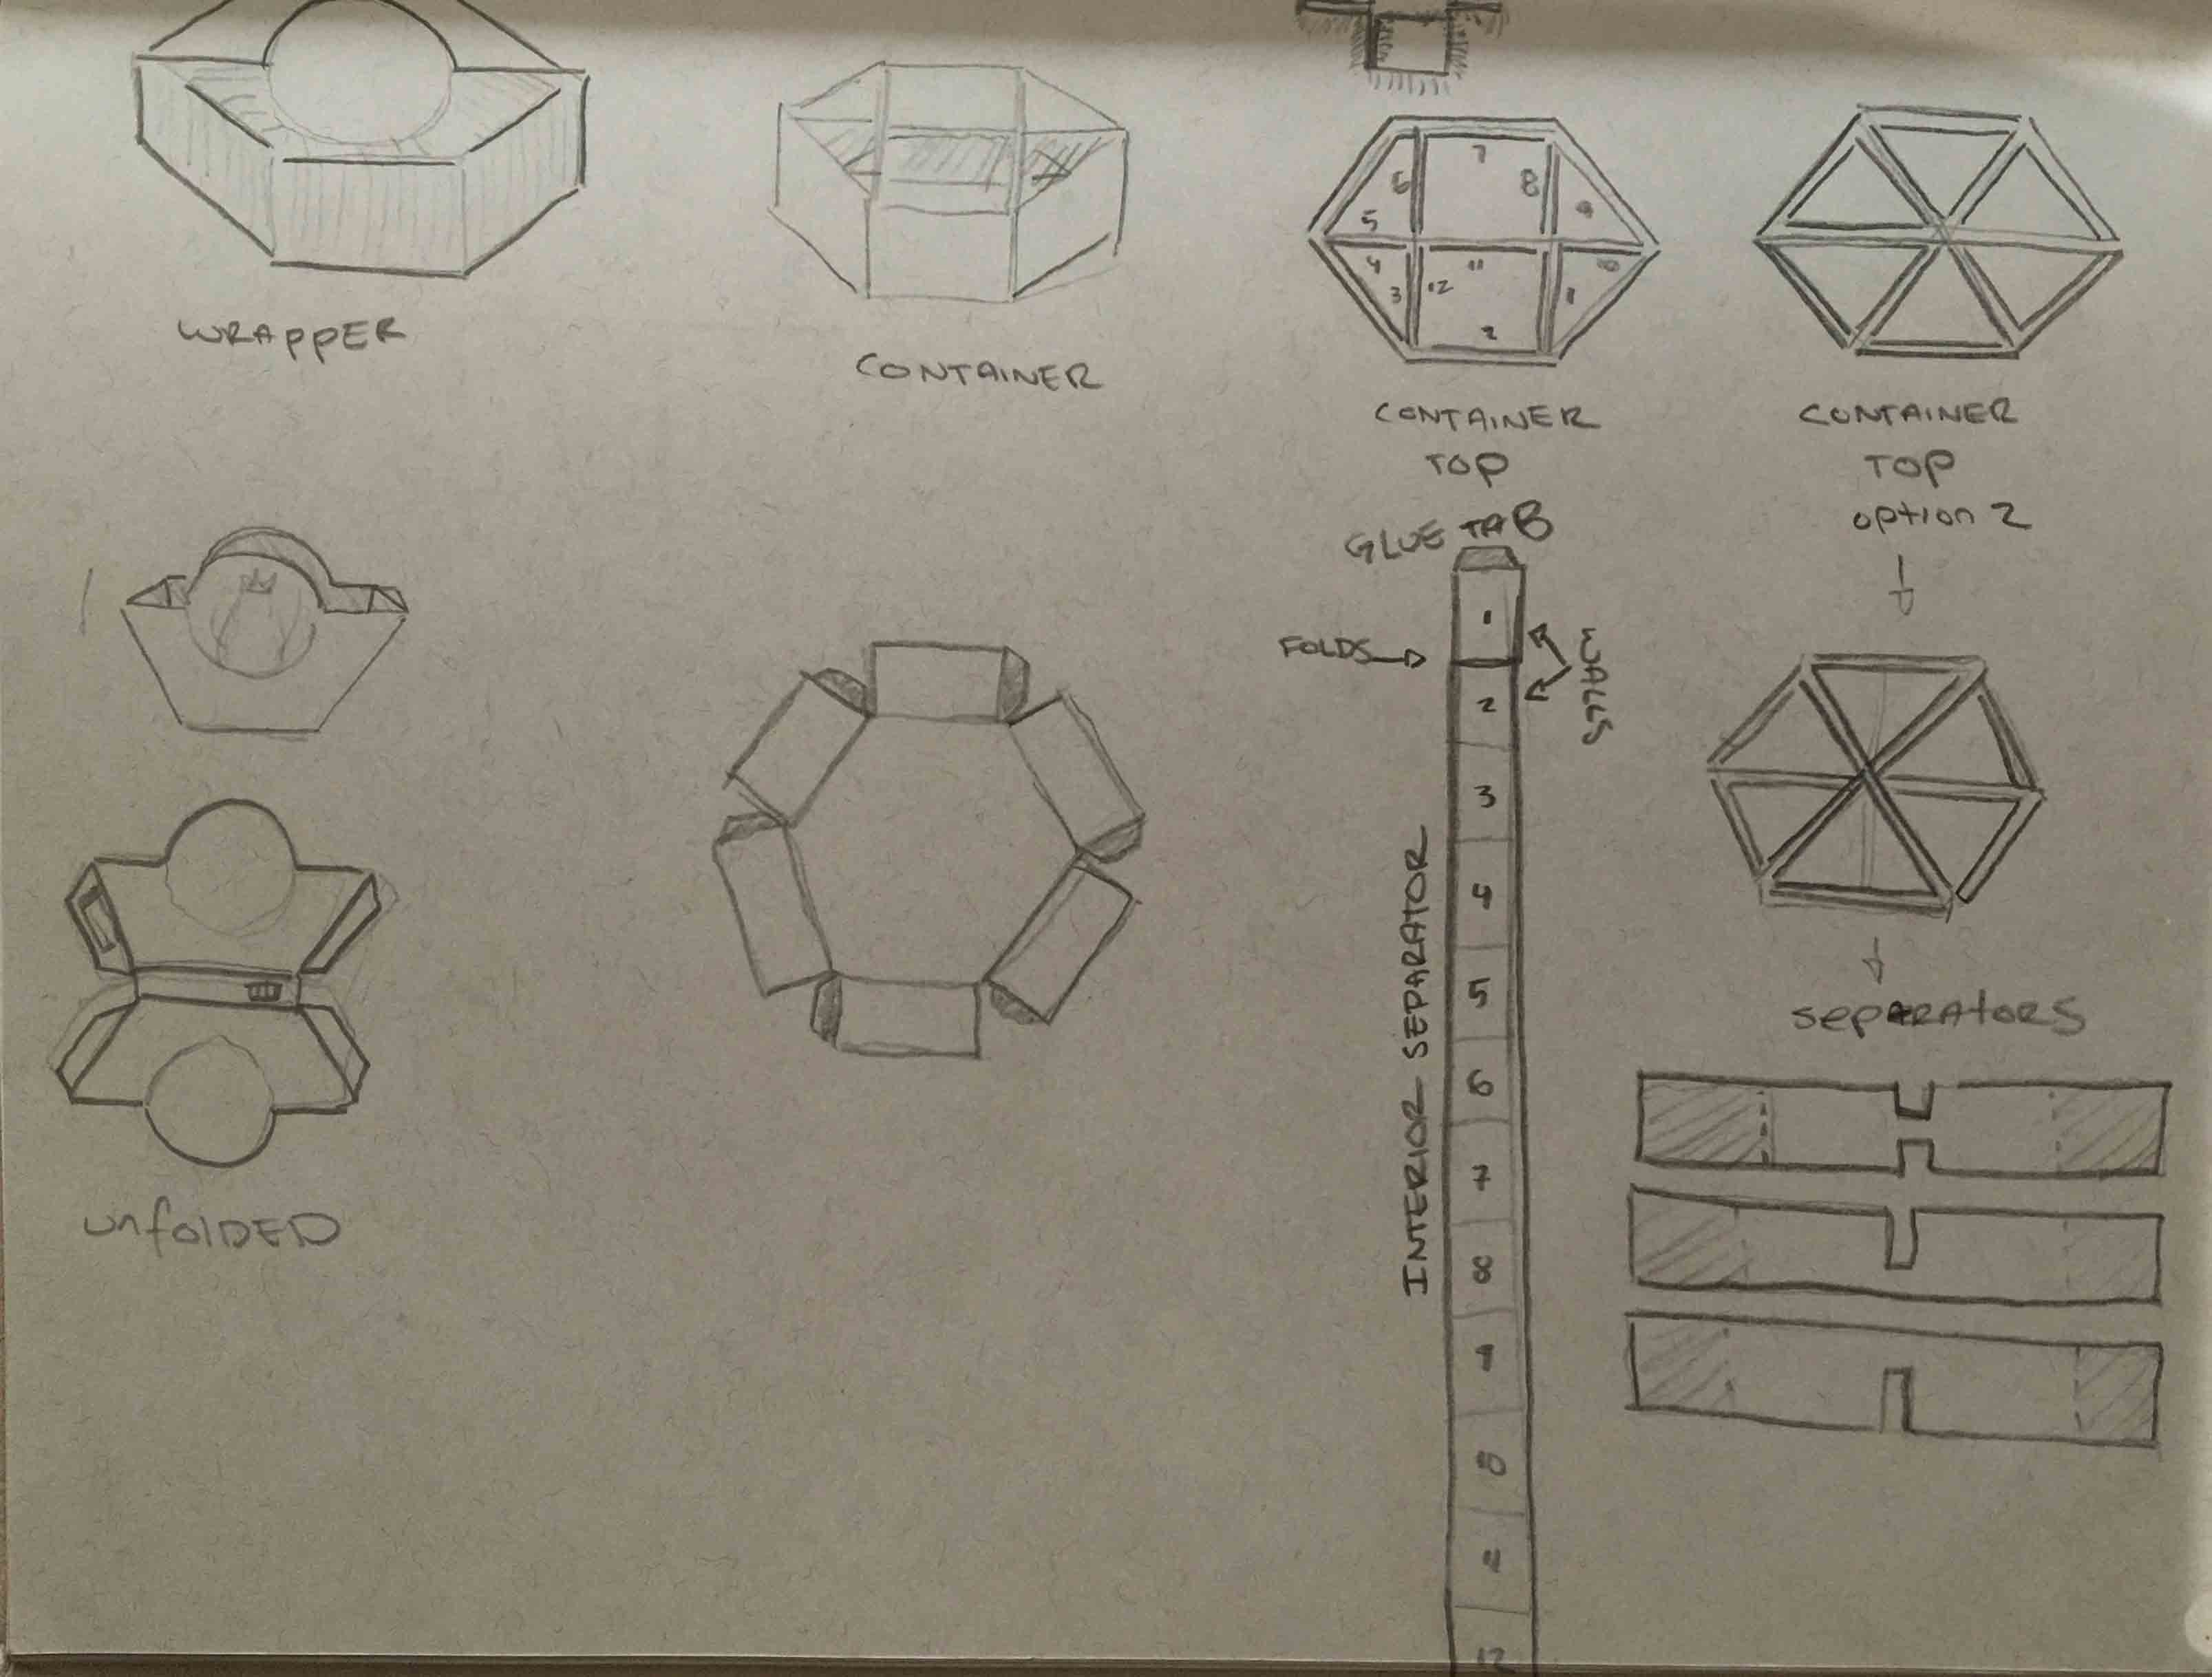 WRAPPER
CONTAINER
7
6
8
5
9
4
11
10
3
12
1
2
CONTAINER
TOP
CONTAINER
TOP
option 2
GLUE TAB
FOLDS
WALLS
INTERIOR SEPARATOR
1
2
3
4
5
6
7
8
9
10
11
12
separators
unfolded